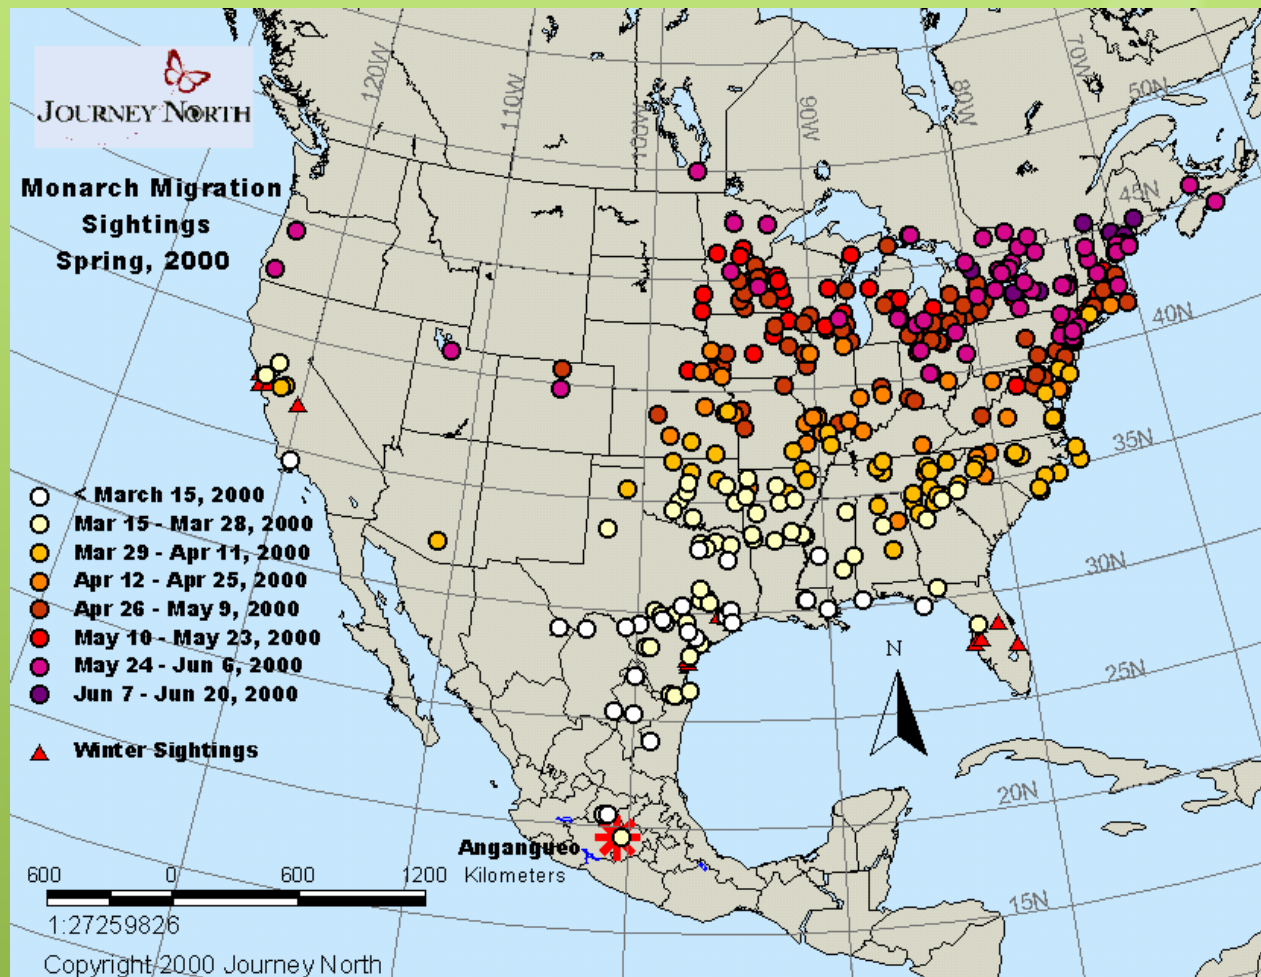 JOURNEY NORTH
Monarch Migration
Sightings
Spring, 2000
120W
110W
100W
90W
80W
70W
50N
45N
40N
35N
30N
25N
20N
15N
< March 15, 2000
Mar 15 - Mar 28, 2000
Mar 29 - Apr 11, 2000
Apr 12 - Apr 25, 2000
Apr 26 - May 9, 2000
May 10 - May 23, 2000
May 24 - Jun 6, 2000
Jun 7 - Jun 20, 2000
Winter Sightings
N
Angangueo
600 0 600 1200 Kilometers
1:27259826
Copyright 2000 Journey North